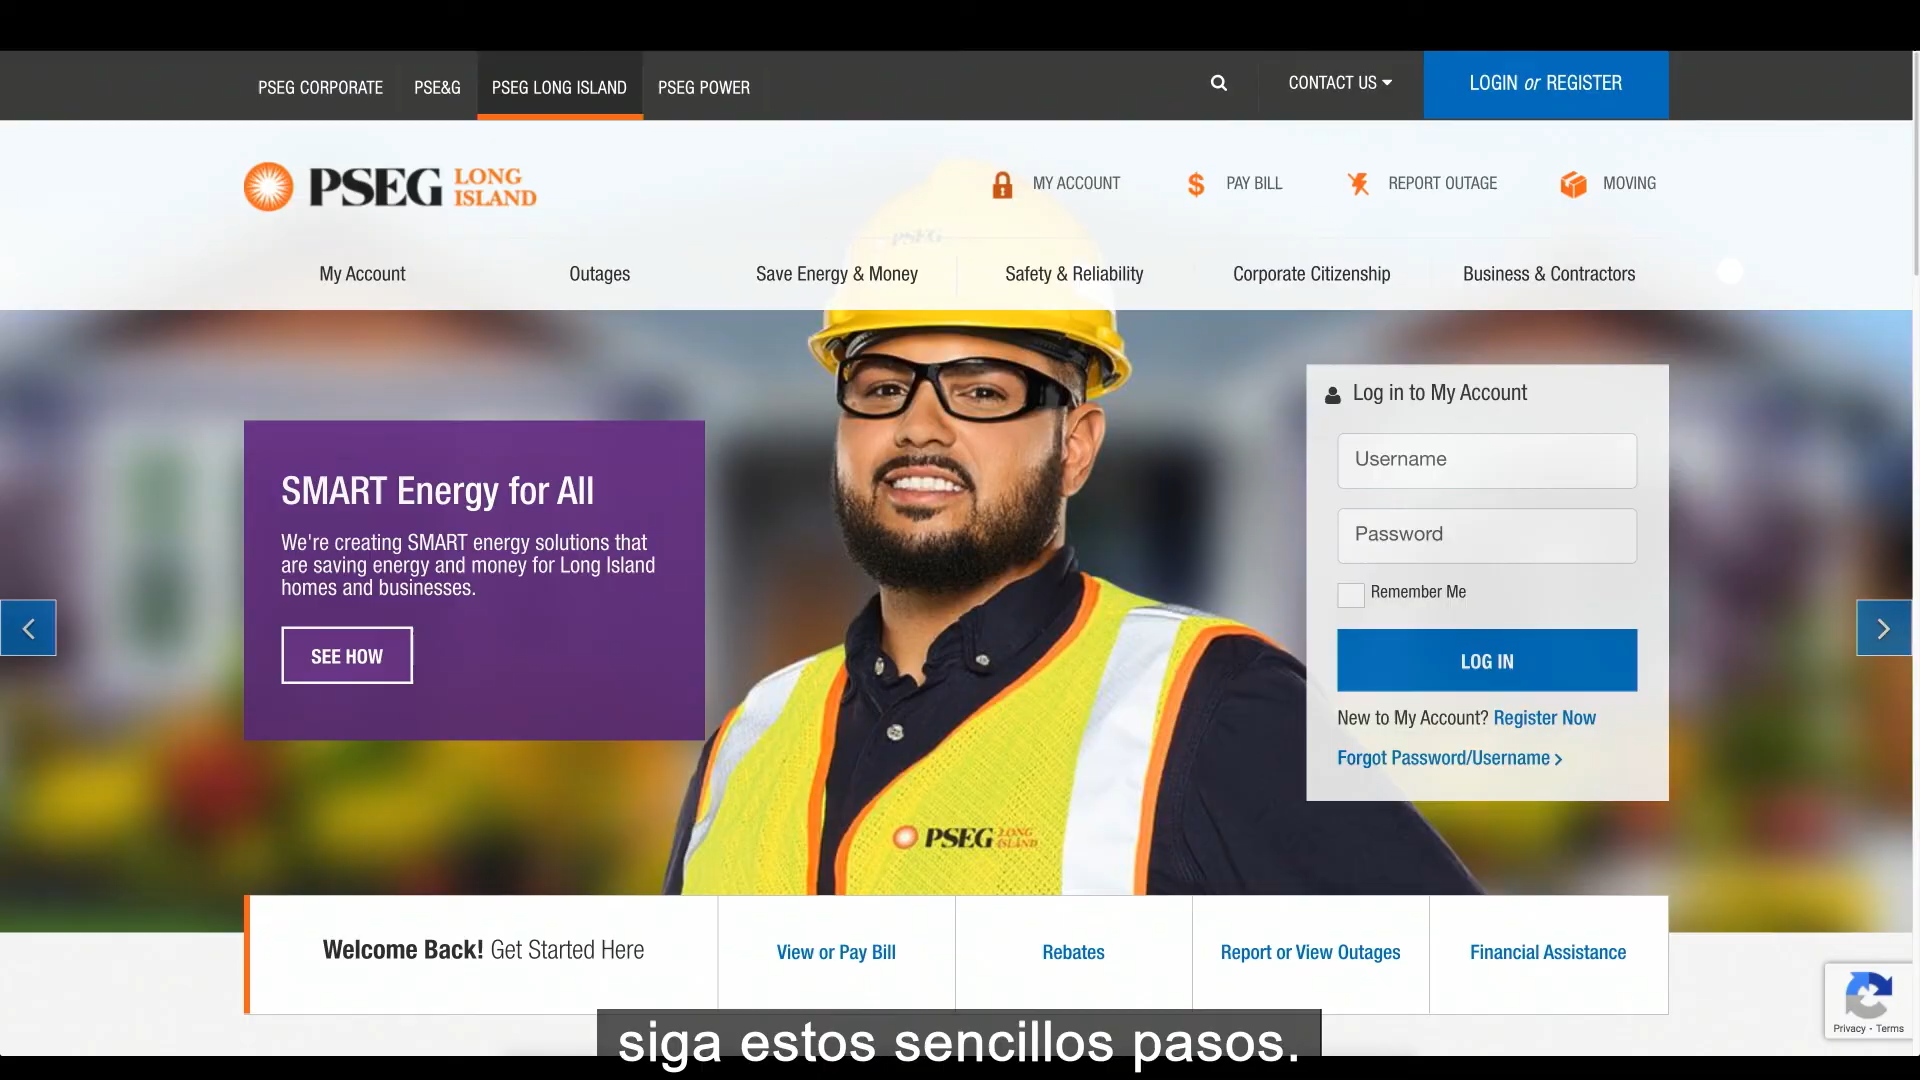 PSEG CORPORATE
PSE&G
PSEG LONG ISLAND
PSEG POWER
CONTACT US
LOGIN or REGISTER
PSEG LONG ISLAND
MY ACCOUNT
PAY BILL
REPORT OUTAGE
MOVING
PSEG
My Account
Outages
Save Energy & Money
Safety & Reliability
Corporate Citizenship
Business & Contractors
Log in to My Account
Username
Password
Remember Me
LOG IN
New to My Account? Register Now
Forgot Password/Username >
SMART Energy for All
We're creating SMART energy solutions that
are saving energy and money for Long Island
homes and businesses.
SEE HOW
PSEG LONG ISLAND
Welcome Back! Get Started Here
View or Pay Bill
Rebates
Report or View Outages
Financial Assistance
Privacy - Terms
siga estos sencillos pasos.